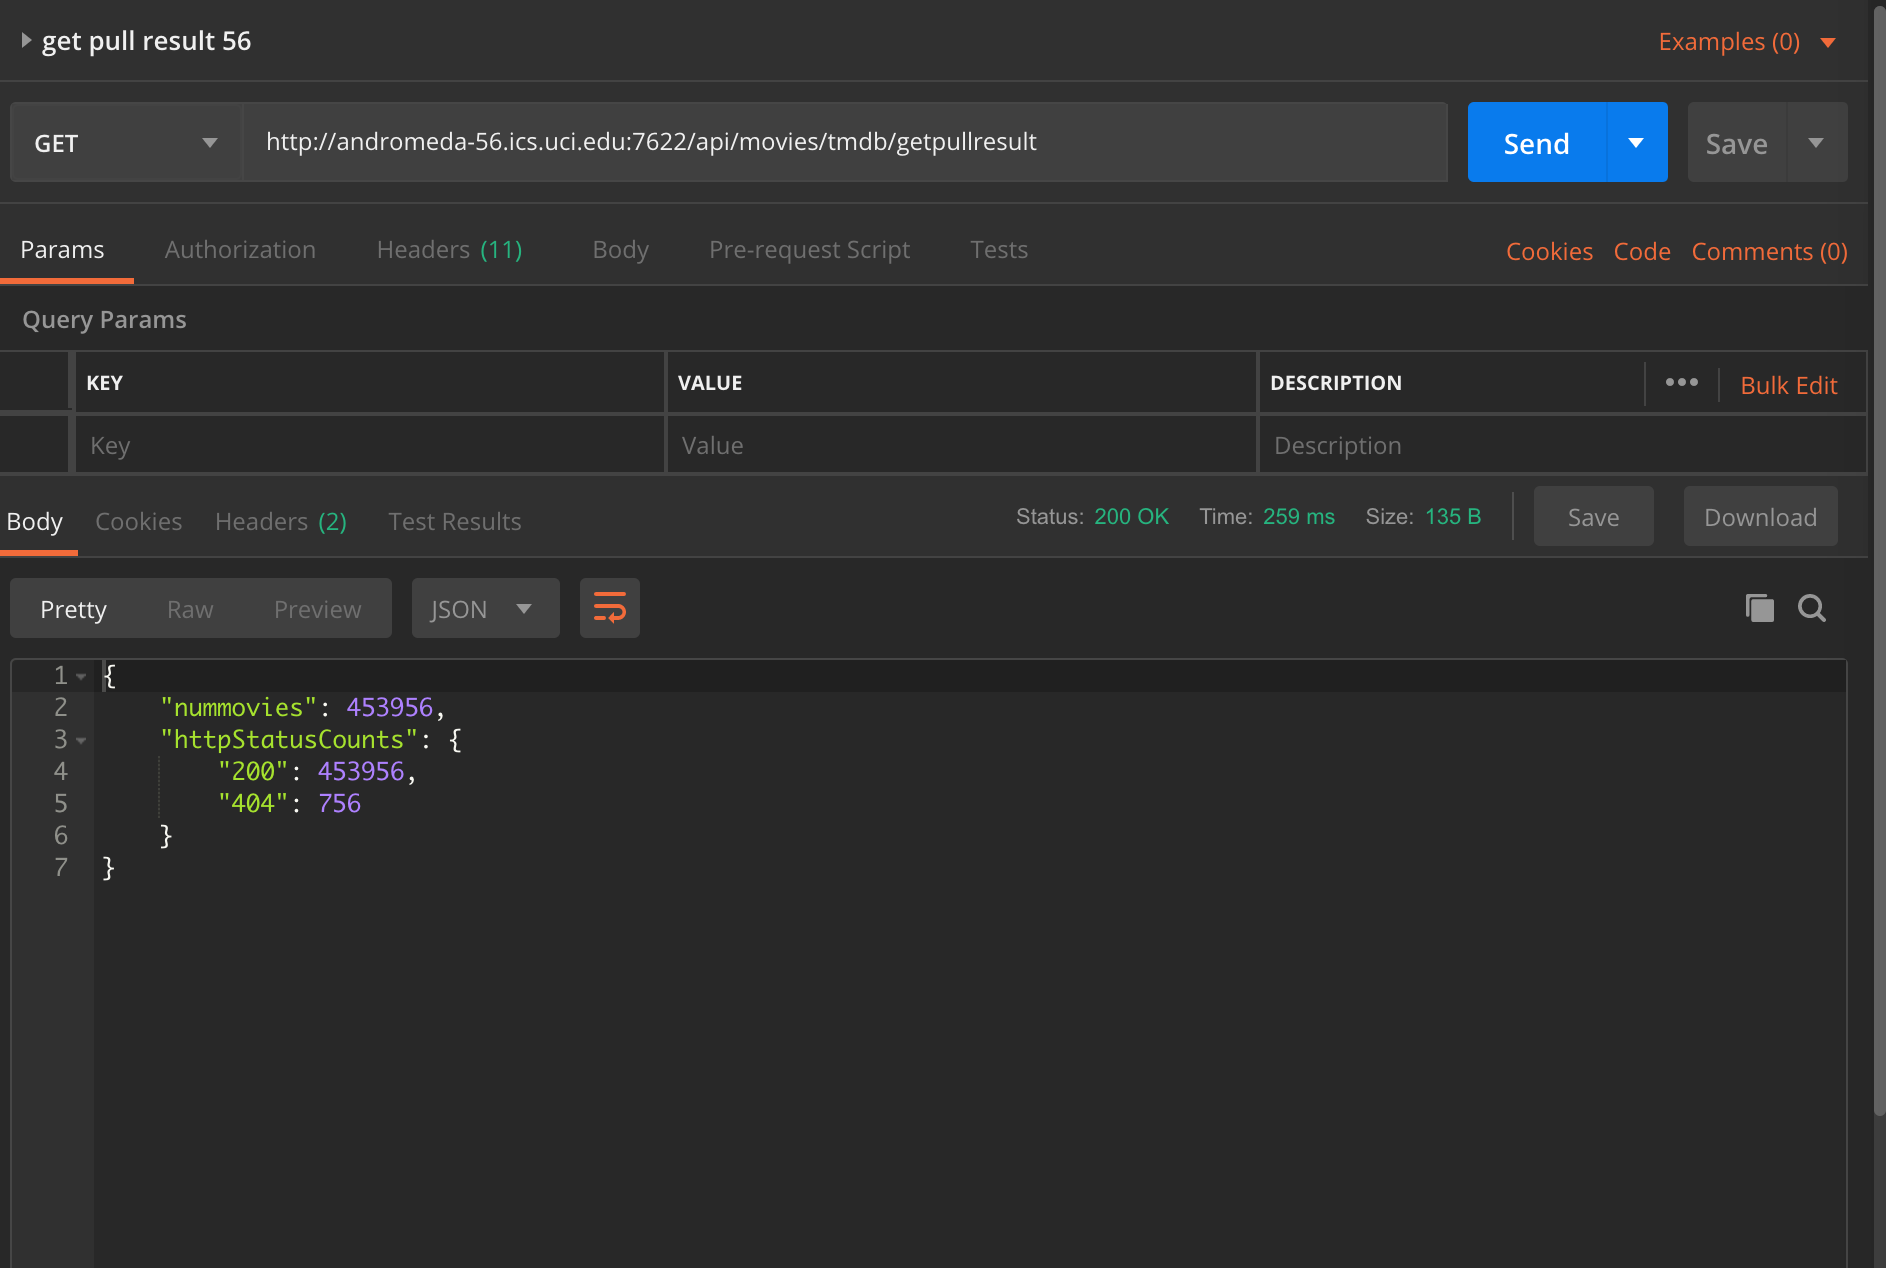 get pull result 56
Examples (0)
GET
http://andromeda-56.ics.uci.edu:7622/api/movies/tmdb/getpullresult
Send
Save
Params Authorization Headers (11) Body Pre-request Script Tests
Cookies Code Comments (0)
Query Params
KEY VALUE DESCRIPTION ••• Bulk Edit
Key Value Description
Body Cookies Headers (2) Test Results
Status: 200 OK Time: 259 ms Size: 135 B
Save Download
Pretty Raw Preview JSON
1 {
2 "nummovies": 453956,
3 "httpStatusCounts": {
4 "200": 453956,
5 "404": 756
6 }
7 }